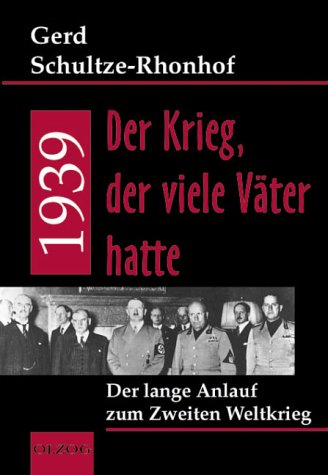 Gerd
Schultze-Rhonhof
1939
Der Krieg,
der viele Väter
hatte
Der lange Anlauf
zum Zweiten Weltkrieg
OLZOG